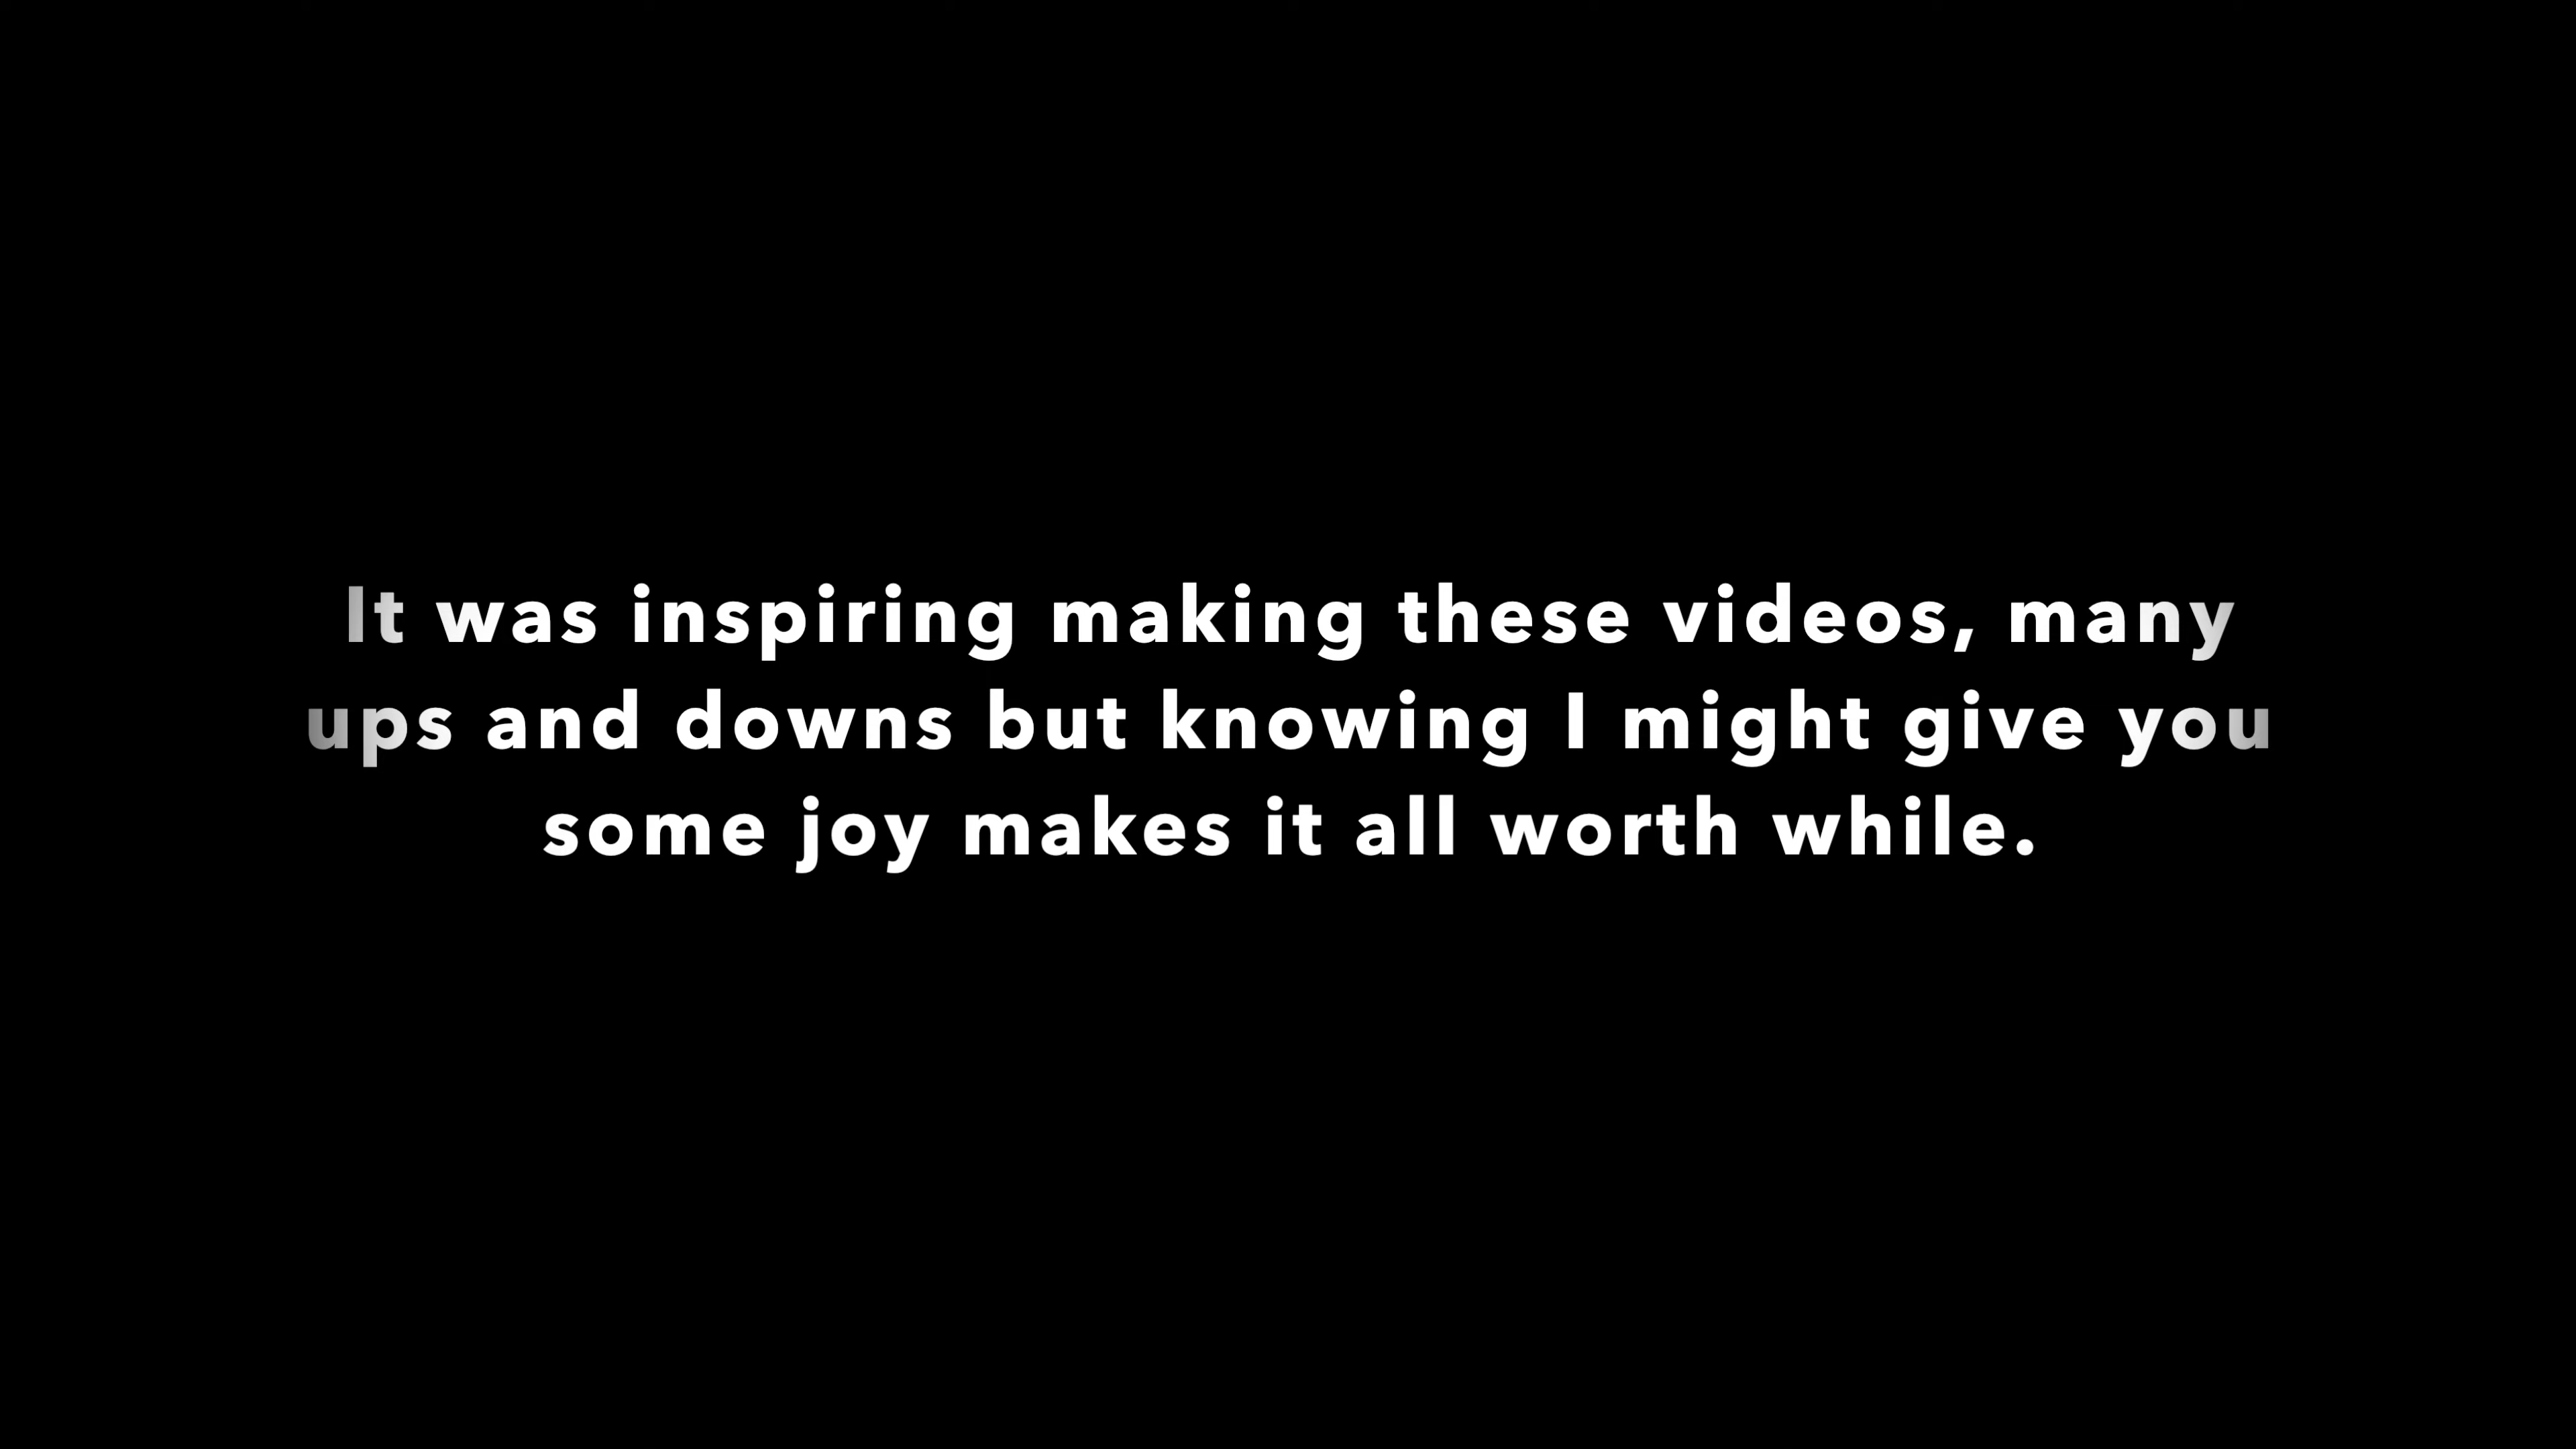 It was inspiring making these videos, many
ups and downs but knowing I might give you
some joy makes it all worth while.